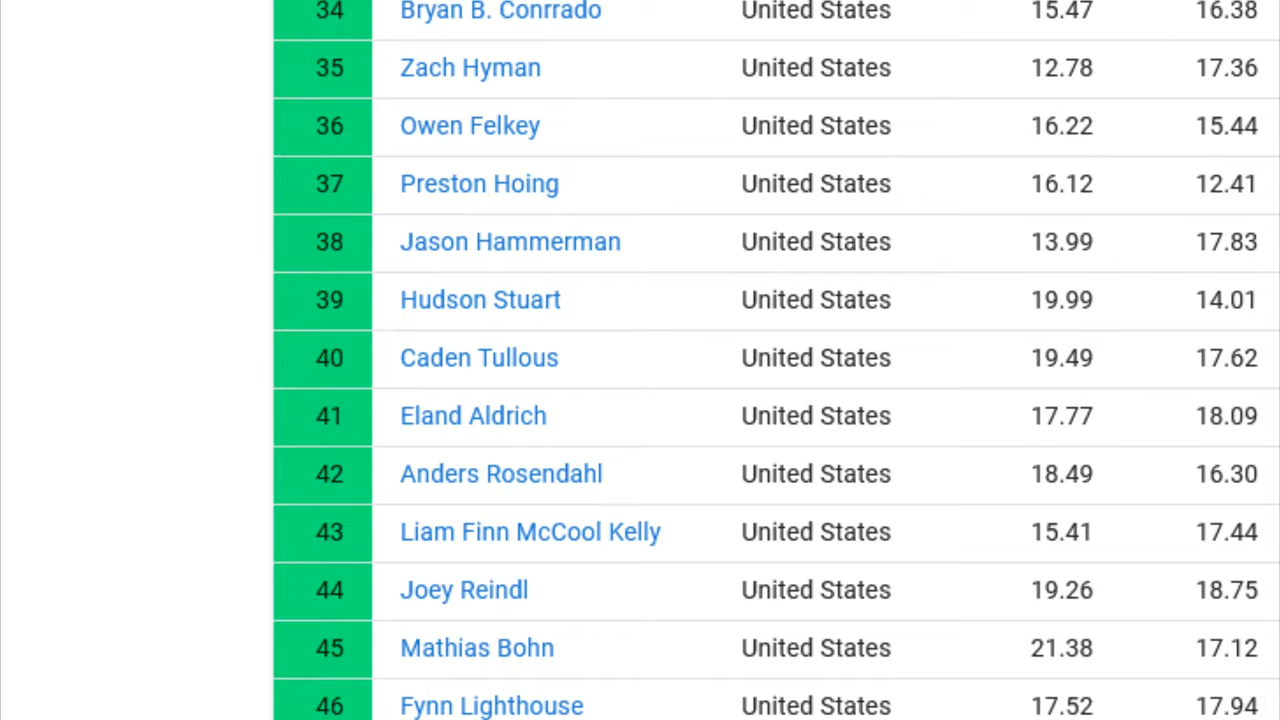 34 Bryan B. Conrrado United States 15.47 16.38
35 Zach Hyman United States 12.78 17.36
36 Owen Felkey United States 16.22 15.44
37 Preston Hoing United States 16.12 12.41
38 Jason Hammerman United States 13.99 17.83
39 Hudson Stuart United States 19.99 14.01
40 Caden Tullous United States 19.49 17.62
41 Eland Aldrich United States 17.77 18.09
42 Anders Rosendahl United States 18.49 16.30
43 Liam Finn McCool Kelly United States 15.41 17.44
44 Joey Reindl United States 19.26 18.75
45 Mathias Bohn United States 21.38 17.12
46 Fynn Lighthouse United States 17.52 17.94